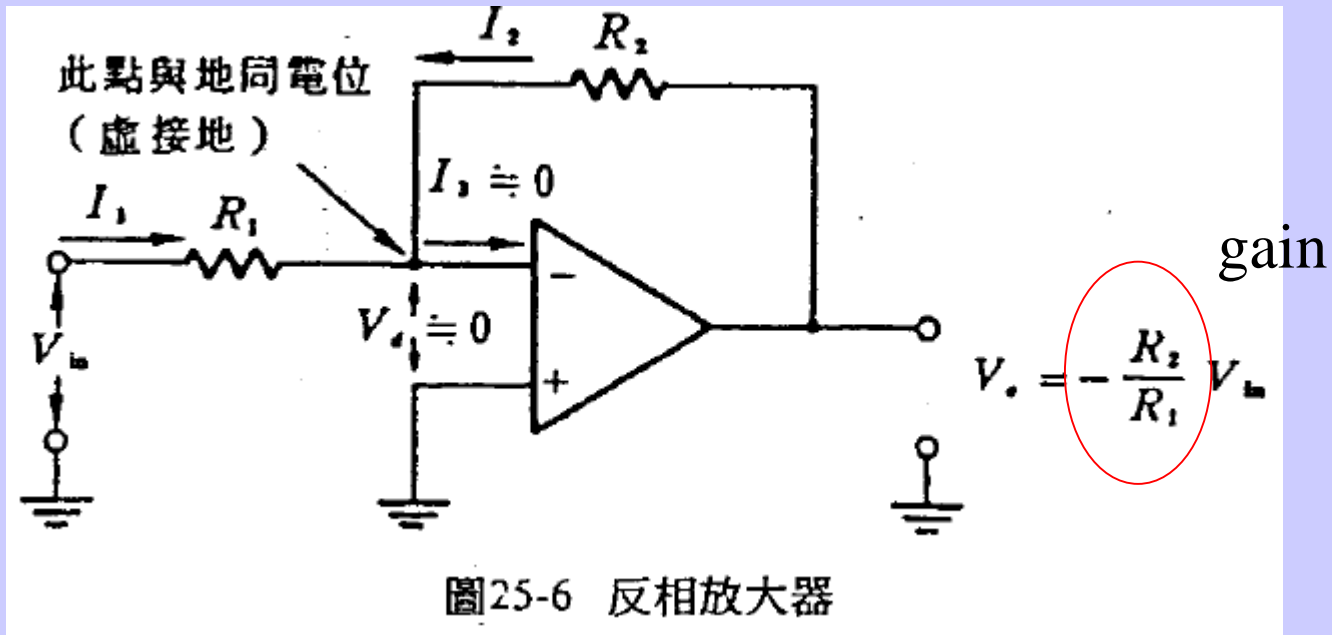 此點與地同電位
(虛接地)
I₂
R₂
I₁
R₁
I₃ ≒ 0
−
+
V_d ≒ 0
V_in
gain
V_o = − R₂/R₁ V_in
圖25-6 反相放大器